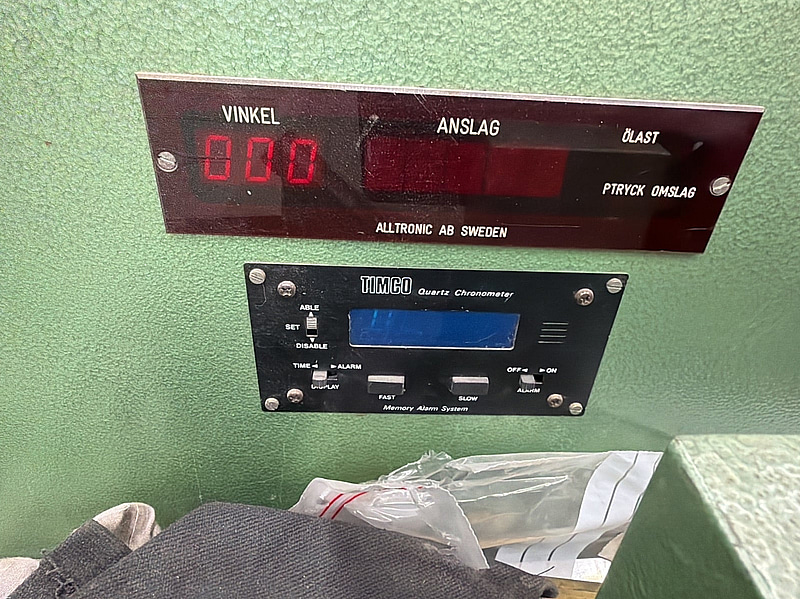 VINKEL
ANSLAG
ÖLAST
000
PTRYCK OMSLAG
ALLTRONIC AB SWEDEN
TIMCO Quartz Chronometer
ABLE
SET
DISABLE
TIME ALARM
DISPLAY
FAST
SLOW
OFF ON
ALARM
Memory Alarm System